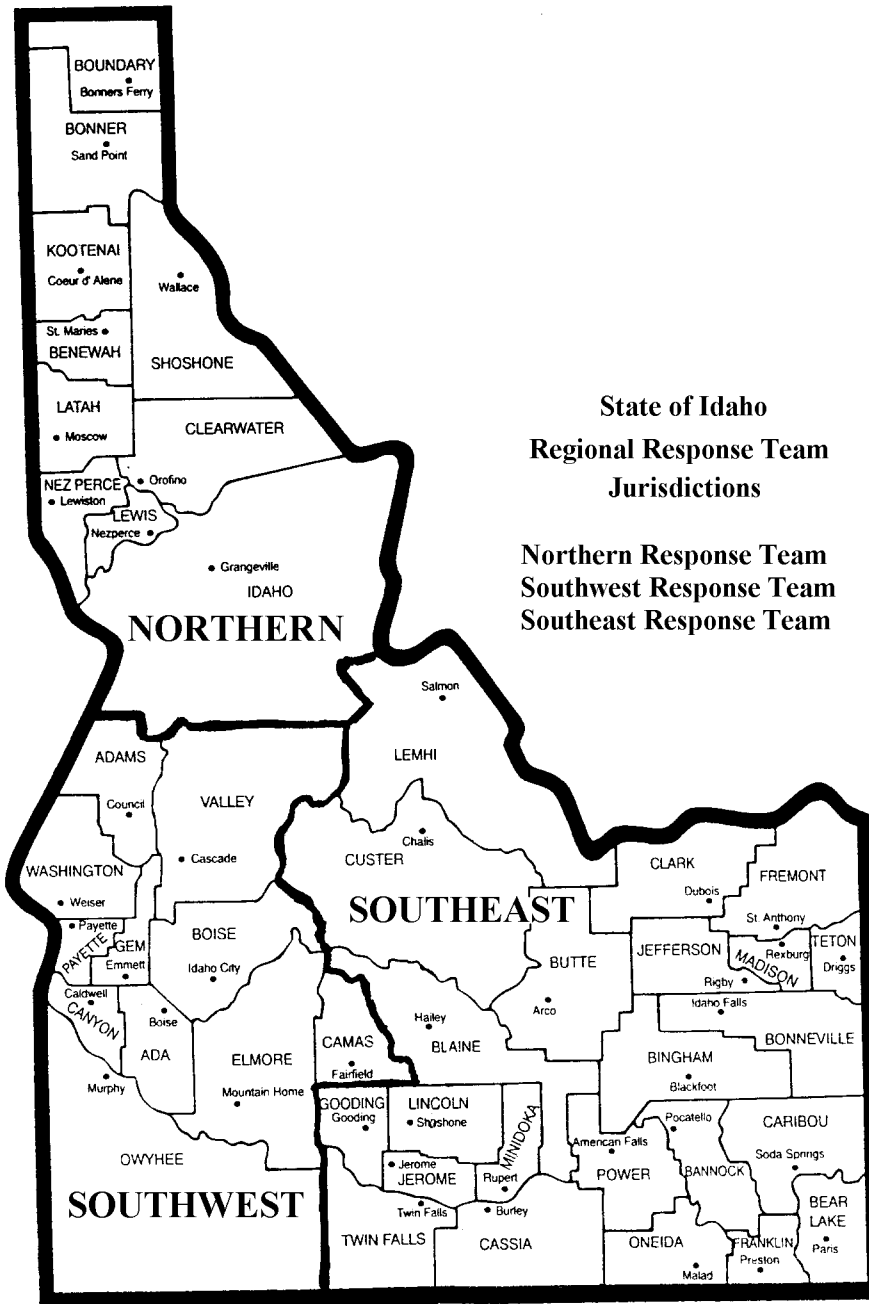 BOUNDARY
Bonners Ferry
BONNER
Sand Point
KOOTENAI
Coeur d' Alene
Wallace
St. Maries
BENEWAH
SHOSHONE
LATAH
Moscow
CLEARWATER
NEZ PERCE
Lewiston
Orofino
LEWIS
Nezperce
Grangeville
IDAHO
NORTHERN
State of Idaho
Regional Response Team
Jurisdictions
Northern Response Team
Southwest Response Team
Southeast Response Team
Salmon
LEMHI
ADAMS
Council
VALLEY
Cascade
WASHINGTON
Weiser
Payette
PAYETTE
GEM
Emmett
BOISE
Idaho City
Chalis
CUSTER
SOUTHEAST
CLARK
Dubois
FREMONT
St. Anthony
BUTTE
Arco
JEFFERSON
Rigby
MADISON
Rexburg
TETON
Driggs
Idaho Falls
BONNEVILLE
Caldwell
CANYON
Boise
ADA
Murphy
ELMORE
Mountain Home
CAMAS
Fairfield
Hailey
BLAINE
BINGHAM
Blackfoot
GOODING
Gooding
LINCOLN
Shoshone
MINIDOKA
Jerome
JEROME
Rupert
American Falls
POWER
Pocatello
BANNOCK
CARIBOU
Soda Springs
OWYHEE
SOUTHWEST
Twin Falls
TWIN FALLS
Burley
CASSIA
ONEIDA
Malad
FRANKLIN
Preston
BEAR
LAKE
Paris